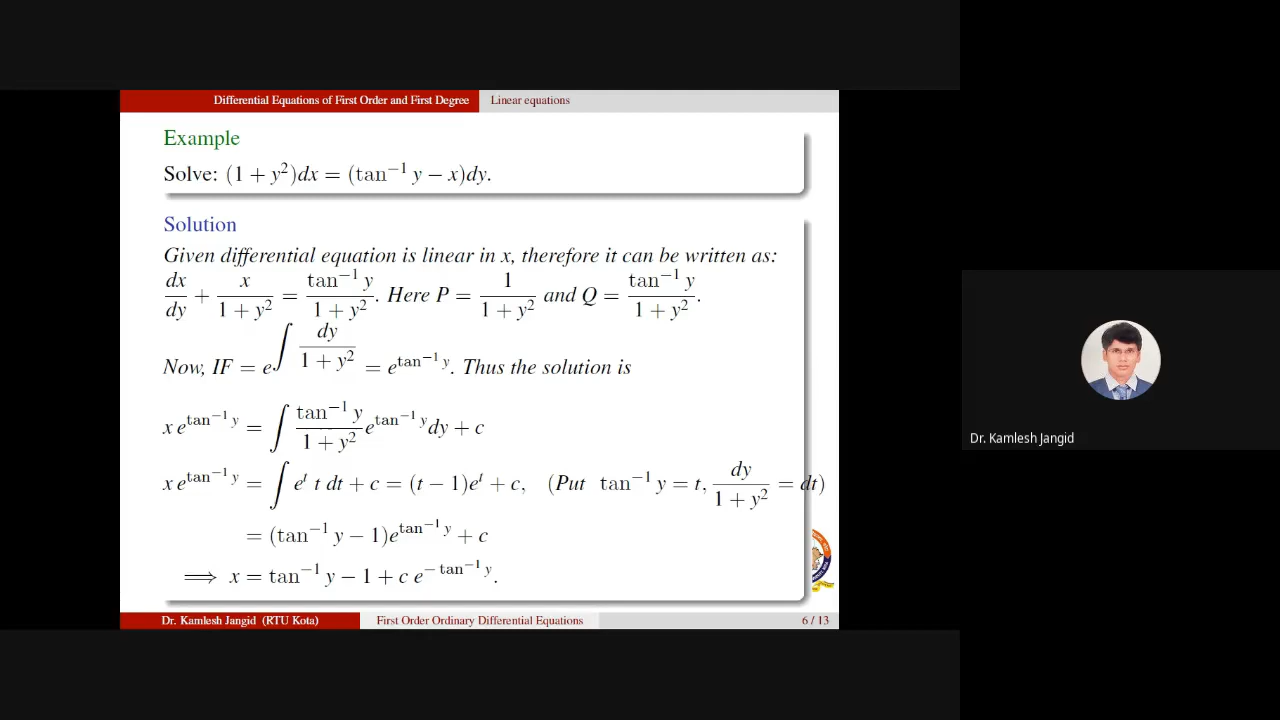 Differential Equations of First Order and First Degree Linear equations
Example
Solve: (1 + y²)dx = (tan⁻¹ y − x)dy.
Solution
Given differential equation is linear in x, therefore it can be written as:
dx/dy + x/(1 + y²) = tan⁻¹ y/(1 + y²). Here P = 1/(1 + y²) and Q = tan⁻¹ y/(1 + y²).
Now, IF = e^{∫ dy/(1 + y²)} = e^{tan⁻¹ y}. Thus the solution is
x e^{tan⁻¹ y} = ∫ tan⁻¹ y/(1 + y²) e^{tan⁻¹ y} dy + c
x e^{tan⁻¹ y} = ∫ e^t t dt + c = (t − 1)e^t + c, (Put tan⁻¹ y = t, dy/(1 + y²) = dt)
= (tan⁻¹ y − 1)e^{tan⁻¹ y} + c
⟹ x = tan⁻¹ y − 1 + c e^{− tan⁻¹ y}.
Dr. Kamlesh Jangid (RTU Kota) First Order Ordinary Differential Equations 6 / 13
Dr. Kamlesh Jangid